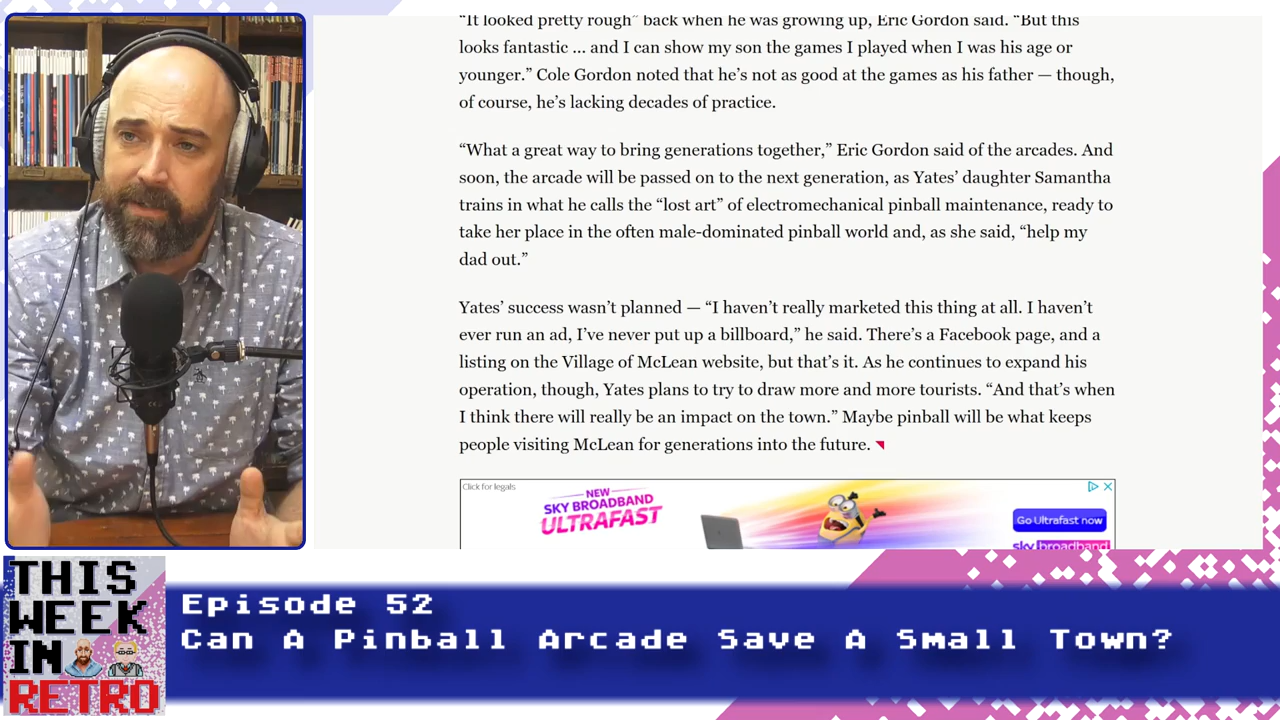 “It looked pretty rough” back when he was growing up, Eric Gordon said. “But this
looks fantastic ... and I can show my son the games I played when I was his age or
younger.” Cole Gordon noted that he’s not as good at the games as his father — though,
of course, he’s lacking decades of practice.
“What a great way to bring generations together,” Eric Gordon said of the arcades. And
soon, the arcade will be passed on to the next generation, as Yates’ daughter Samantha
trains in what he calls the “lost art” of electromechanical pinball maintenance, ready to
take her place in the often male-dominated pinball world and, as she said, “help my
dad out.”
Yates’ success wasn’t planned — “I haven’t really marketed this thing at all. I haven’t
ever run an ad, I’ve never put up a billboard,” he said. There’s a Facebook page, and a
listing on the Village of McLean website, but that’s it. As he continues to expand his
operation, though, Yates plans to try to draw more and more tourists. “And that’s when
I think there will really be an impact on the town.” Maybe pinball will be what keeps
people visiting McLean for generations into the future.
Click for legals
NEW
SKY BROADBAND
ULTRAFAST
Go Ultrafast now
sky broadband
THIS
WEEK
IN
RETRO
Episode 52
Can A Pinball Arcade Save A Small Town?